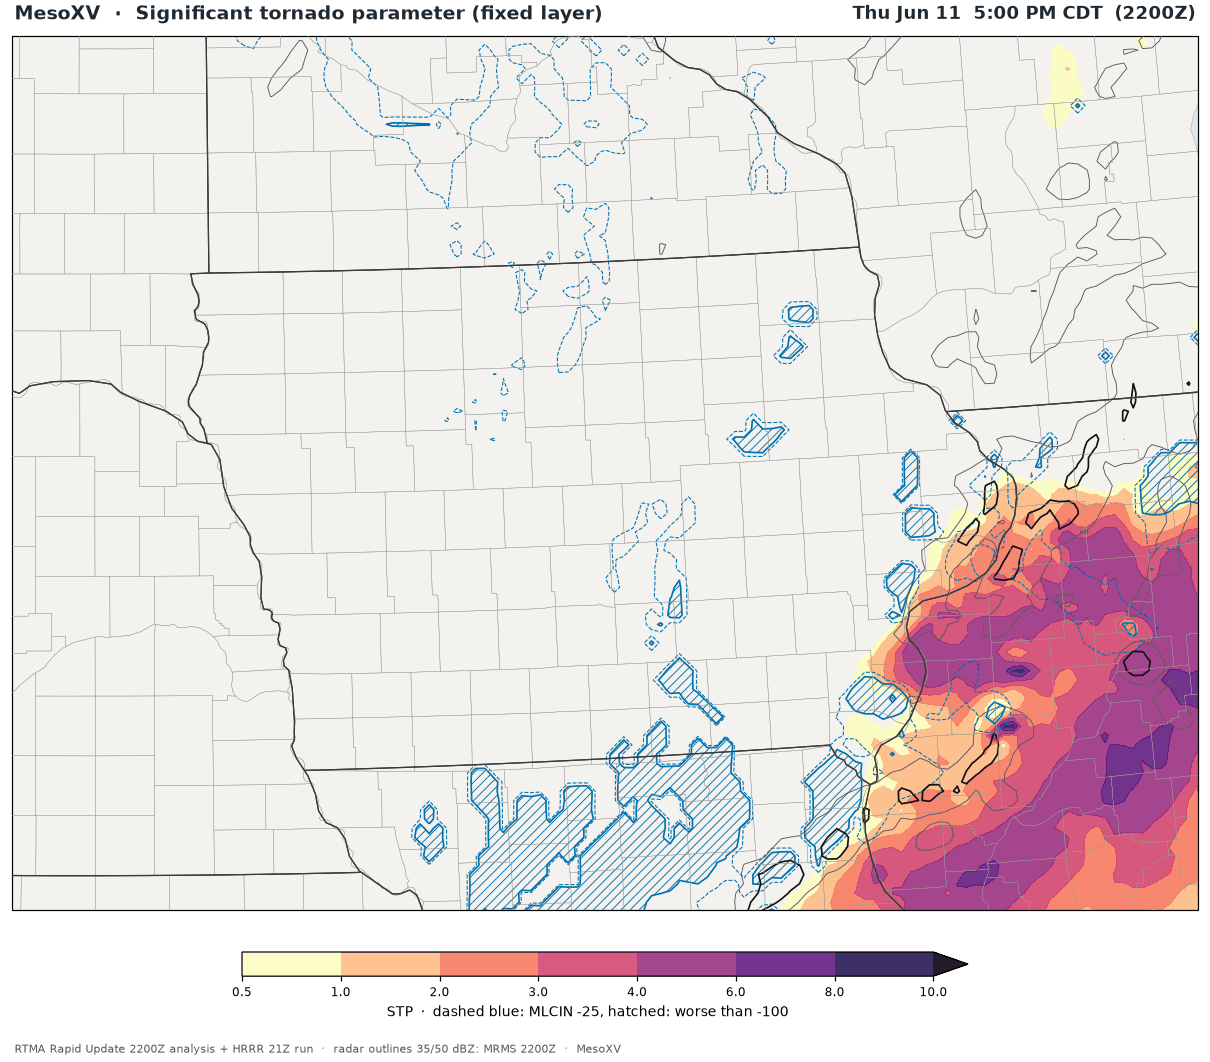 MesoXV · Significant tornado parameter (fixed layer)
Thu Jun 11 5:00 PM CDT (2200Z)
0.5 1.0 2.0 3.0 4.0 6.0 8.0 10.0
STP · dashed blue: MLCIN -25, hatched: worse than -100
RTMA Rapid Update 2200Z analysis + HRRR 21Z run · radar outlines 35/50 dBZ: MRMS 2200Z · MesoXV